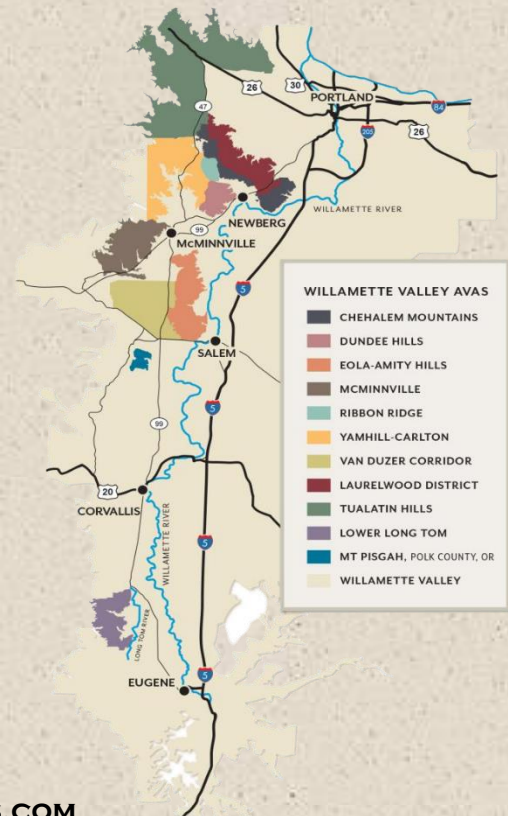 26
30
PORTLAND
84
47
205
26
NEWBERG
WILLAMETTE RIVER
99
McMINNVILLE
5
WILLAMETTE VALLEY AVAS
CHEHALEM MOUNTAINS
DUNDEE HILLS
EOLA-AMITY HILLS
MCMINNVILLE
RIBBON RIDGE
YAMHILL-CARLTON
VAN DUZER CORRIDOR
LAURELWOOD DISTRICT
TUALATIN HILLS
LOWER LONG TOM
MT PISGAH, POLK COUNTY, OR
WILLAMETTE VALLEY
SALEM
5
99
20
CORVALLIS
WILLAMETTE RIVER
5
LONG TOM RIVER
5
EUGENE
.COM